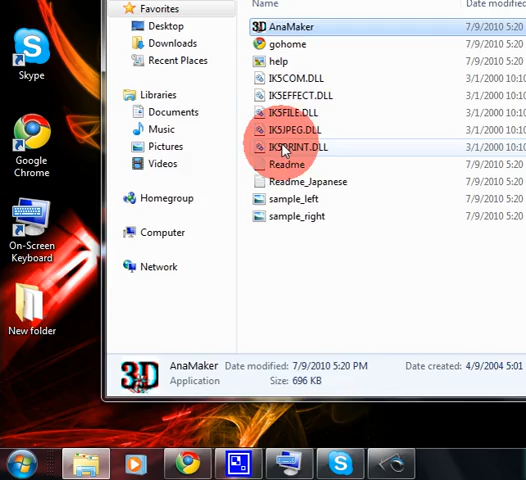 Favorites
Desktop
Downloads
Recent Places
Libraries
Documents
Music
Pictures
Videos
Homegroup
Computer
Network
Name
Date modified
3D AnaMaker 7/9/2010 5:20
gohome 7/9/2010 5:20
help 7/9/2010 5:20
IK5COM.DLL 3/1/2000 10:10
IK5EFFECT.DLL 3/1/2000 10:10
IK5FILE.DLL 3/1/2000 10:10
IK5JPEG.DLL 3/1/2000 10:10
IK5PRINT.DLL 3/1/2000 10:10
Readme 7/9/2010 5:20
Readme_Japanese 7/9/2010 5:20
sample_left 7/9/2010 5:20
sample_right 7/9/2010 5:20
Skype
Google
Chrome
On-Screen
Keyboard
New folder
3D
AnaMaker Date modified: 7/9/2010 5:20 PM Date created: 4/9/2004 5:01
Application Size: 696 KB